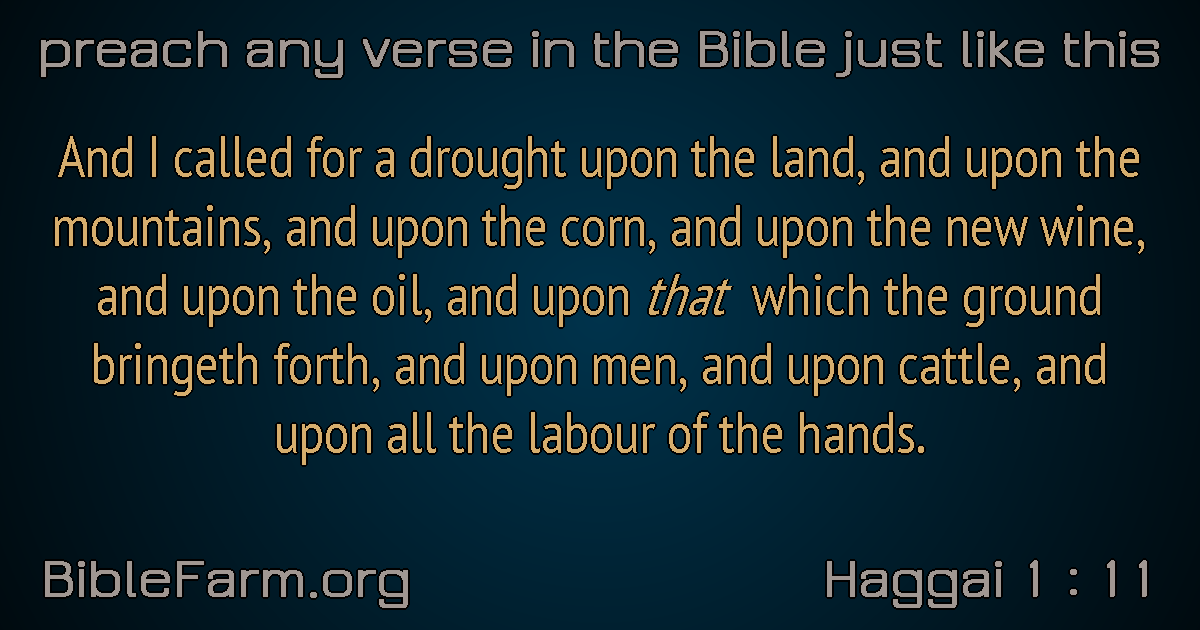 preach any verse in the Bible just like this
And I called for a drought upon the land, and upon the
mountains, and upon the corn, and upon the new wine,
and upon the oil, and upon that which the ground
bringeth forth, and upon men, and upon cattle, and
upon all the labour of the hands.
BibleFarm.org
Haggai 1 : 11